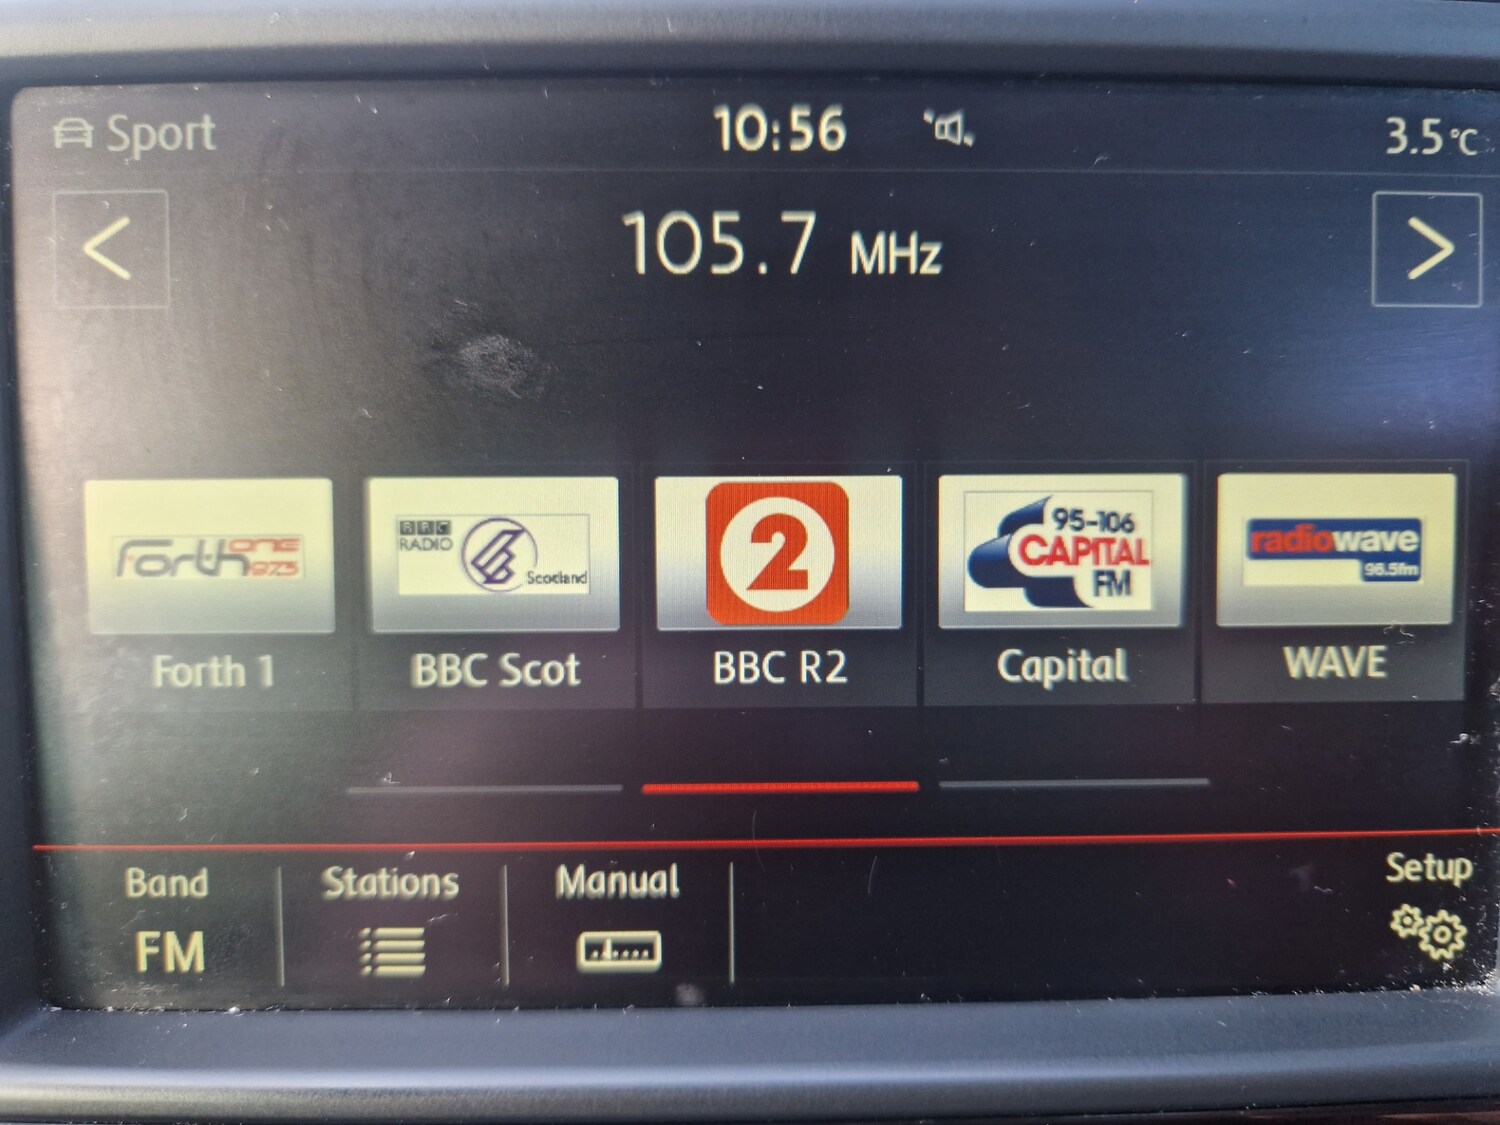 Sport 10:56 3.5°C
< 105.7 MHz >
forth ONE 97.3
BBC RADIO Scotland
2
95-106 CAPITAL FM
radiowave 96.5fm
Forth 1 BBC Scot BBC R2 Capital WAVE
Band Stations Manual Setup
FM